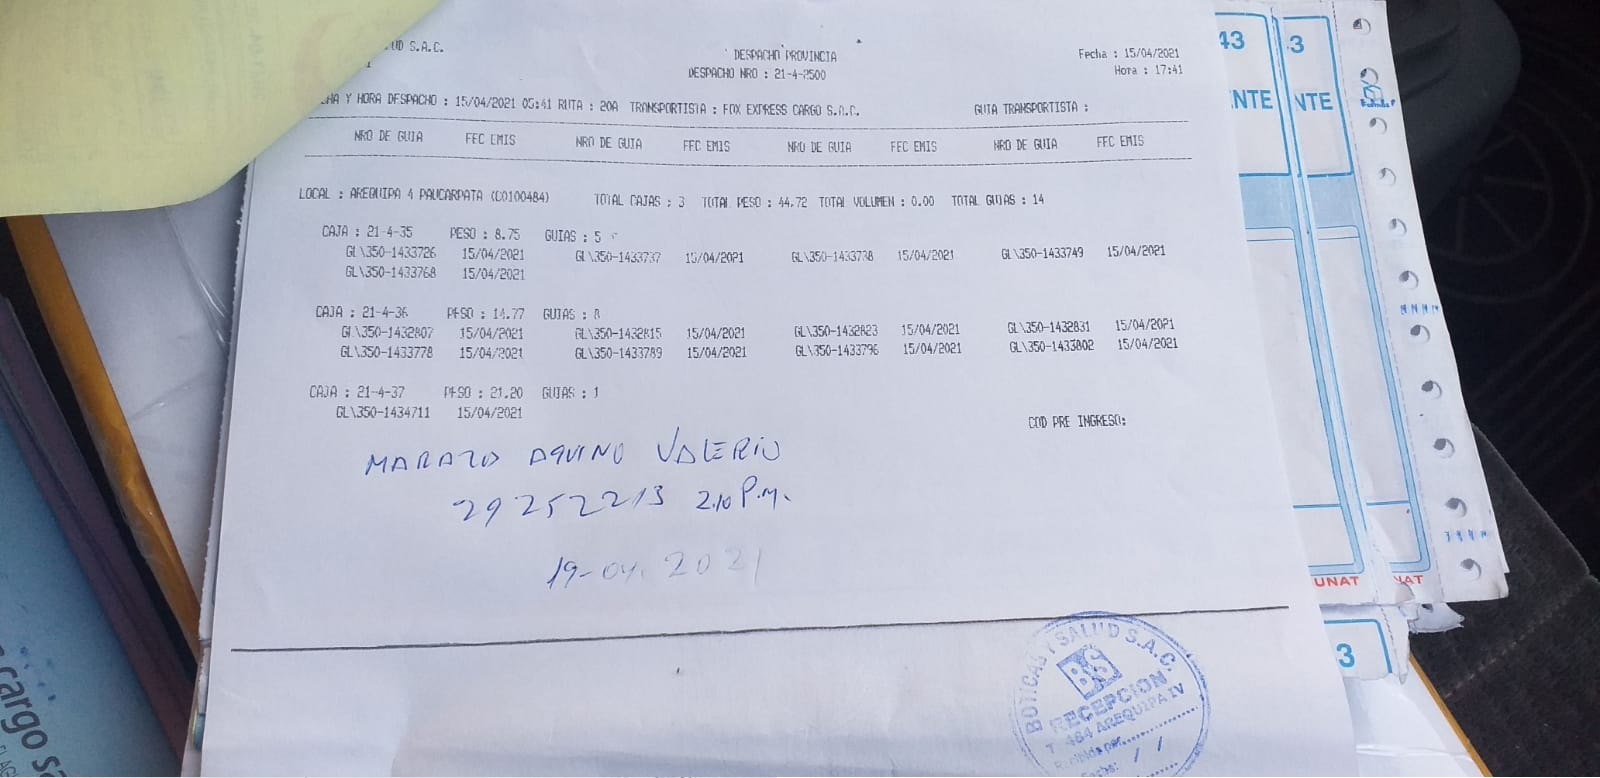 UD S.A.C.
DESPACHO PROVINCIA
Fecha : 15/04/2021
DESPACHO NRO : 21-4-2500
Hora : 17:41
HA Y HORA DESPACHO : 15/04/2021 05:41 RUTA : 20A TRANSPORTISTA : FOX EXPRESS CARGO S.A.C. GUIA TRANSPORTISTA :
NRO DE GUIA FEC EMIS NRO DE GUIA FEC EMIS NRO DE GUIA FEC EMIS NRO DE GUIA FEC EMIS
LOCAL : AREQUIPA 4 PAUCARPATA (C0100484) TOTAL CAJAS : 3 TOTAL PESO : 44.72 TOTAL VOLUMEN : 0.00 TOTAL GUIAS : 14
CAJA : 21-4-35 PESO : 8.75 GUIAS : 5
GL\350-1433726 15/04/2021 GL\350-1433737 15/04/2021 GL\350-1433738 15/04/2021 GL\350-1433749 15/04/2021
GL\350-1433768 15/04/2021
CAJA : 21-4-36 PESO : 14.77 GUIAS : 8
GL\350-1432807 15/04/2021 GL\350-1432815 15/04/2021 GL\350-1432823 15/04/2021 GL\350-1432831 15/04/2021
GL\350-1433778 15/04/2021 GL\350-1433789 15/04/2021 GL\350-1433796 15/04/2021 GL\350-1433802 15/04/2021
CAJA : 21-4-37 PESO : 21.20 GUIAS : 1
GL\350-1434711 15/04/2021
COD PRE INGRESO:
AQUINO VALERIO
29252213 2.10 P.M.
19-04.2021
BOTICAS Y SALUD S.A.C.
BS
RECEPCION
T-484 AREQUIPA IV
Recibido por
Fecha: / /
43
3
NTE
NTE
UNAT
NAT
3
cargo sa